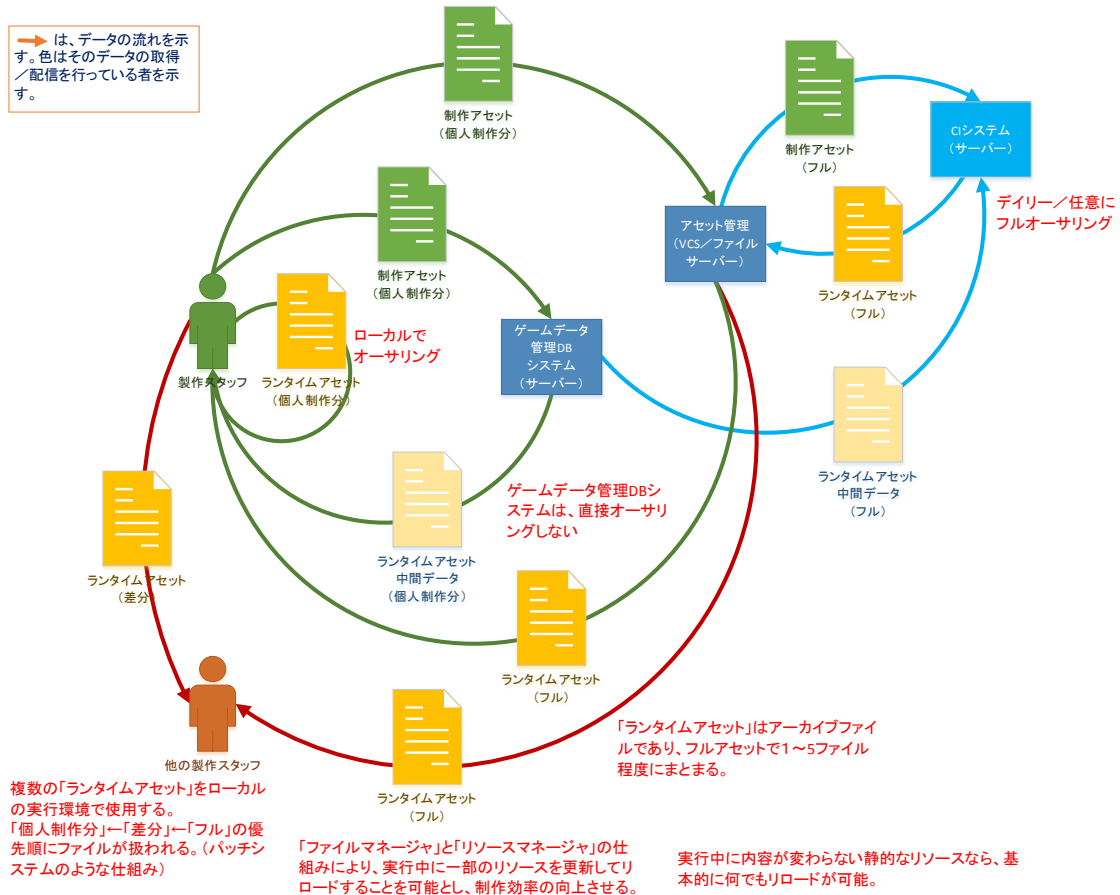 は、データの流れを示
す。色はそのデータの取得
／配信を行っている者を示
す。
制作アセット
（個人制作分）
制作アセット
（フル）
CIシステム
（サーバー）
デイリー／任意に
フルオーサリング
アセット管理
（VCS／ファイル
サーバー）
ランタイムアセット
（フル）
制作アセット
（個人制作分）
ローカルで
オーサリング
製作スタッフ
ランタイムアセット
（個人制作分）
ゲームデータ
管理DB
システム
（サーバー）
ランタイムアセット
中間データ
（フル）
ゲームデータ管理DBシ
ステムは、直接オーサリ
ングしない
ランタイムアセット
中間データ
（個人制作分）
ランタイムアセット
（差分）
ランタイムアセット
（フル）
他の製作スタッフ
ランタイムアセット
（フル）
「ランタイムアセット」はアーカイブファ
イルであり、フルアセットで１～５ファイル
程度にまとまる。
複数の「ランタイムアセット」をローカル
の実行環境で使用する。
「個人制作分」←「差分」←「フル」の優
先順にファイルが扱われる。（パッチシ
ステムのような仕組み）
「ファイルマネージャ」と「リソースマネージャ」の仕
組みにより、実行中に一部のリソースを更新してリ
ロードすることを可能とし、制作効率の向上させる。
実行中に内容が変わらない静的なリソースなら、基
本的に何でもリロードが可能。